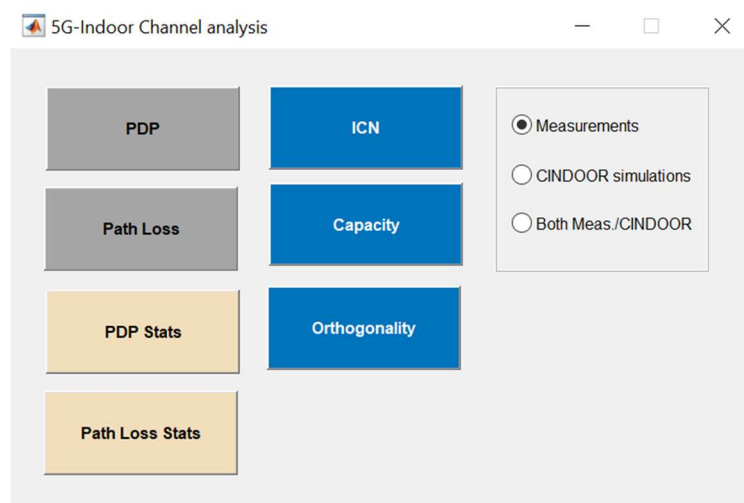 5G-Indoor Channel analysis
PDP
ICN
Measurements
CINDOOR simulations
Both Meas./CINDOOR
Path Loss
Capacity
PDP Stats
Orthogonality
Path Loss Stats